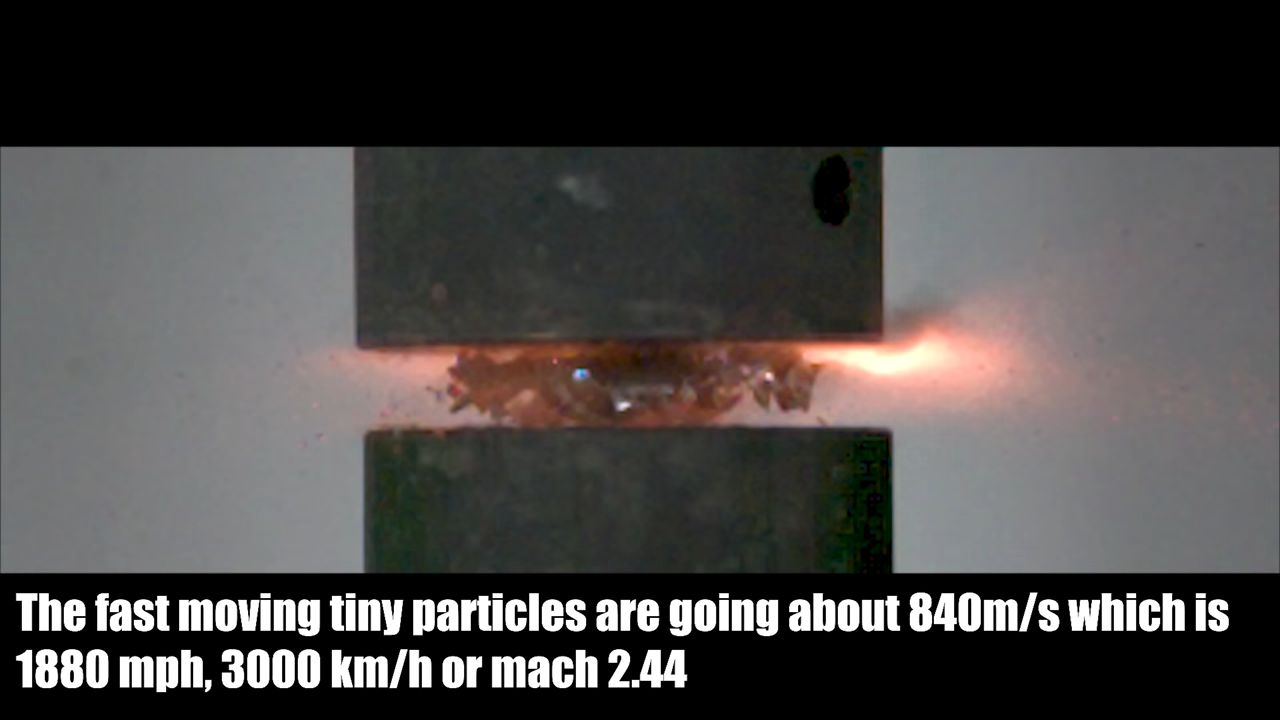 The fast moving tiny particles are going about 840m/s which is
1880 mph, 3000 km/h or mach 2.44